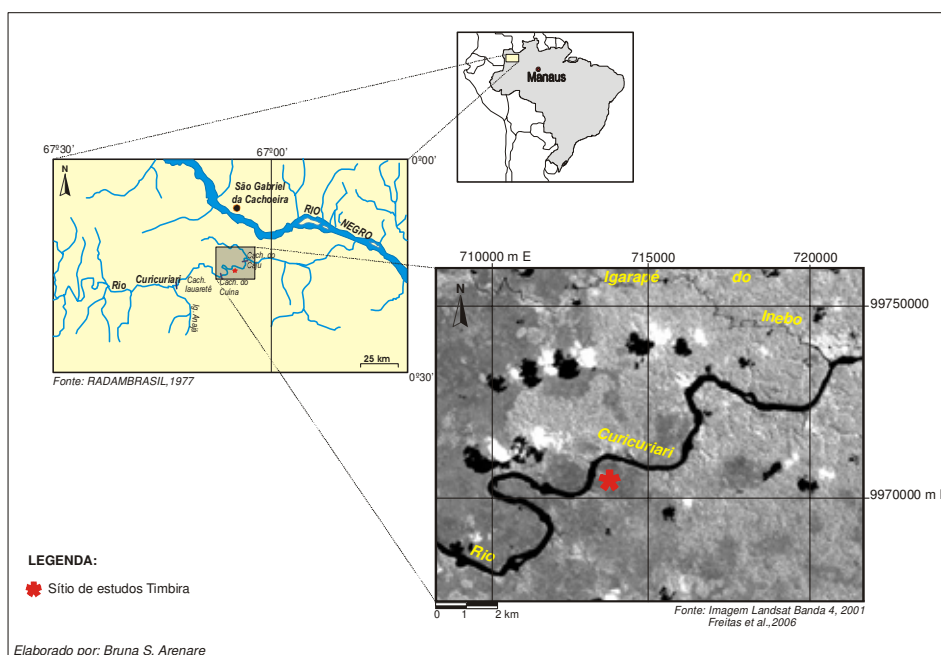 Manaus
67º30'
67º00'
0º00'
N
São Gabriel
da Cachoeira
RIO
NEGRO
Cach. do
Caju
Rio
Curicuriari
Cach.
Iauaretê
Cach. do
Cuina
25 km
Fonte: RADAMBRASIL,1977
0º30'
710000 m E
715000
720000
Igarapé do
N
Inebo
99750000
Curicuriari
9970000 m
Rio
0 1 2 km
Fonte: Imagem Landsat Banda 4, 2001
Freitas et al.,2006
LEGENDA:
Sítio de estudos Timbira
Elaborado por: Bruna S. Arenare